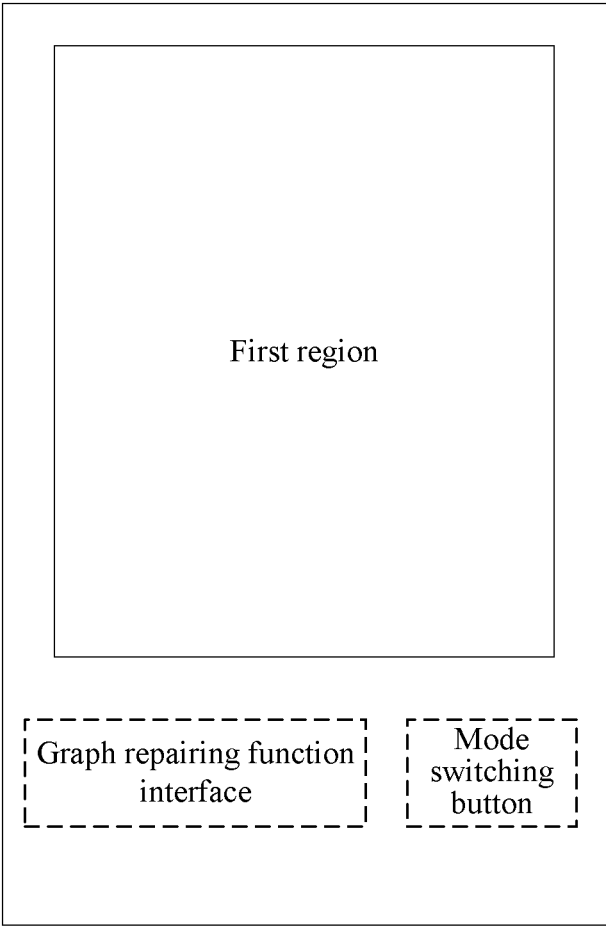 First region
Graph repairing function
interface
Mode
switching
button